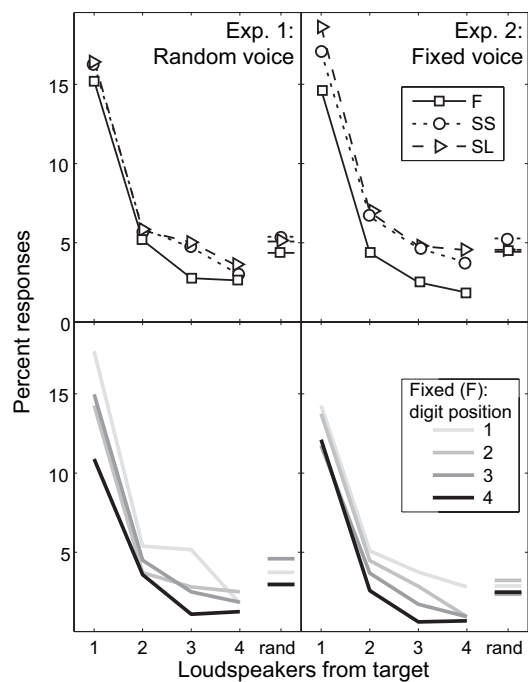 Exp. 1:
Random voice
Exp. 2:
Fixed voice
F
SS
SL
15
10
5
0
Percent responses
15
10
5
Fixed (F):
digit position
1
2
3
4
1 2 3 4 rand 1 2 3 4 rand
Loudspeakers from target